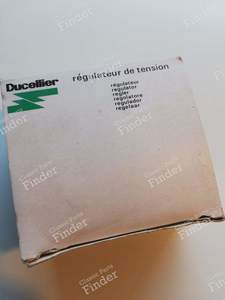 Ducellier
régulateur de tension
régulateur
regulator
regler
regolatore
regulador
regelaar
Classic Parts
Finder
Classic Parts
Finder
Classic Parts
Finder
Classic Parts
Finder